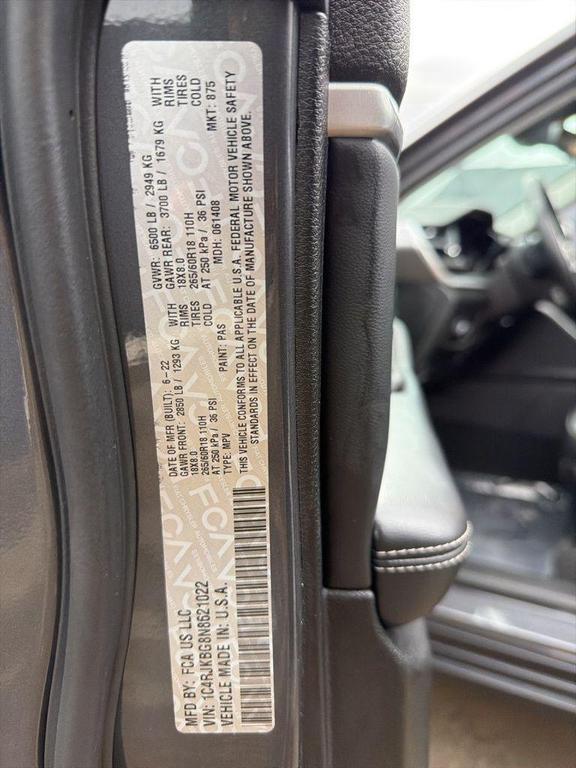 MFD BY: FCA US LLC
DATE OF MFR (BUILT): 6-22
GVWR: 6500 LB / 2949 KG
GAWR FRONT: 2850 LB / 1293 KG
WITH
GAWR REAR: 3700 LB / 1679 KG
WITH
18X8.0
RIMS
18X8.0
RIMS
265/60R18 110H
TIRES
265/60R18 110H
TIRES
AT 250 kPa / 36 PSI
COLD
AT 250 kPa / 36 PSI
COLD
VIN: 1C4RJKBG8N8621022
TYPE: MPV
PAINT: PAS
MDH: 061408
MKT: 875
VEHICLE MADE IN: U.S.A.
THIS VEHICLE CONFORMS TO ALL APPLICABLE U.S.A. FEDERAL MOTOR VEHICLE SAFETY
STANDARDS IN EFFECT ON THE DATE OF MANUFACTURE SHOWN ABOVE.
FCA